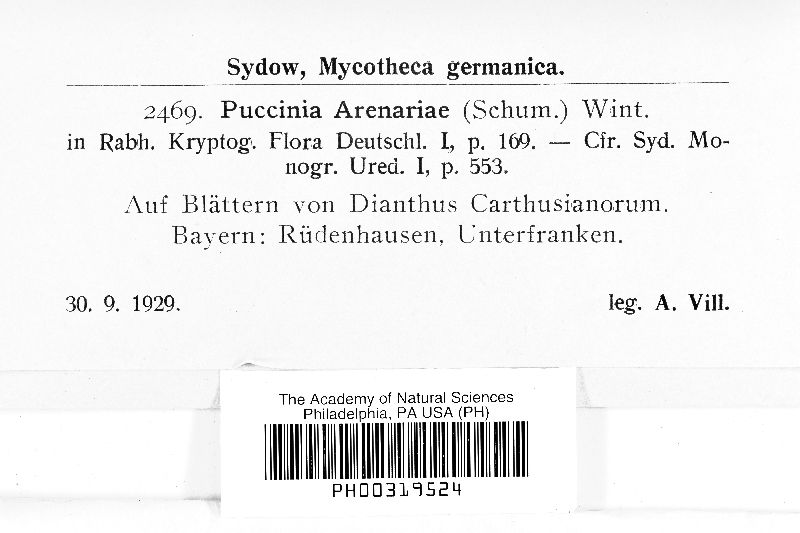 Sydow, Mycotheca germanica.
2469. Puccinia Arenariae (Schum.) Wint.
in Rabh. Kryptog. Flora Deutschl. I, p. 169. — Cfr. Syd. Mo-
nogr. Ured. I, p. 553.
Auf Blättern von Dianthus Carthusianorum.
Bayern: Rüdenhausen, Unterfranken.
30. 9. 1929. leg. A. Vill.
The Academy of Natural Sciences
Philadelphia, PA USA (PH)
PH00319524